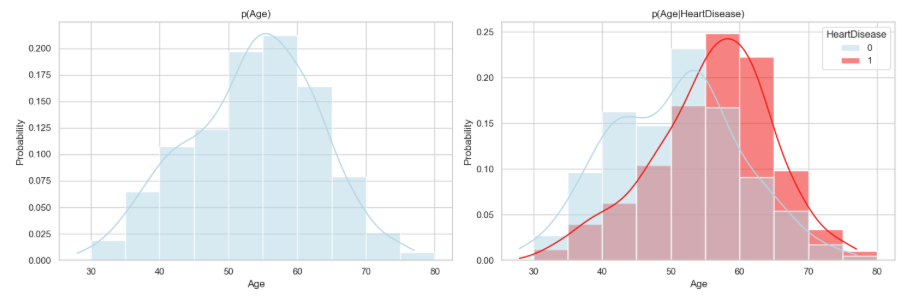 p(Age)
Probability
0.200
0.175
0.150
0.125
0.100
0.075
0.050
0.025
0.000
30 40 50 60 70 80
Age
p(Age|HeartDisease)
Probability
0.25
0.20
0.15
0.10
0.05
0.00
30 40 50 60 70 80
Age
HeartDisease
0
1